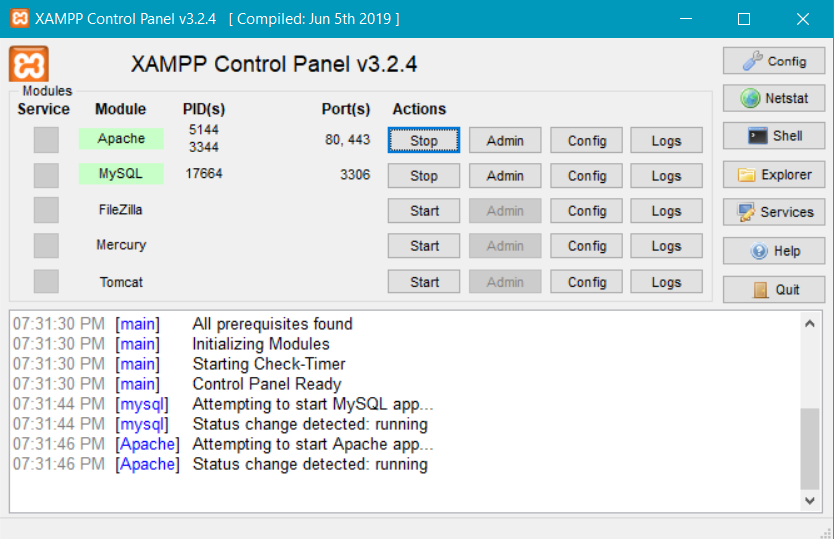 XAMPP Control Panel v3.2.4 [ Compiled: Jun 5th 2019 ]
XAMPP Control Panel v3.2.4
Config
Modules
Netstat
Service Module PID(s) Port(s) Actions
Apache 5144 3344 80, 443 Stop Admin Config Logs
Shell
MySQL 17664 3306 Stop Admin Config Logs
Explorer
FileZilla Start Admin Config Logs
Services
Mercury Start Admin Config Logs
Help
Tomcat Start Admin Config Logs
Quit
07:31:30 PM [main] All prerequisites found
07:31:30 PM [main] Initializing Modules
07:31:30 PM [main] Starting Check-Timer
07:31:30 PM [main] Control Panel Ready
07:31:44 PM [mysql] Attempting to start MySQL app...
07:31:44 PM [mysql] Status change detected: running
07:31:46 PM [Apache] Attempting to start Apache app...
07:31:46 PM [Apache] Status change detected: running